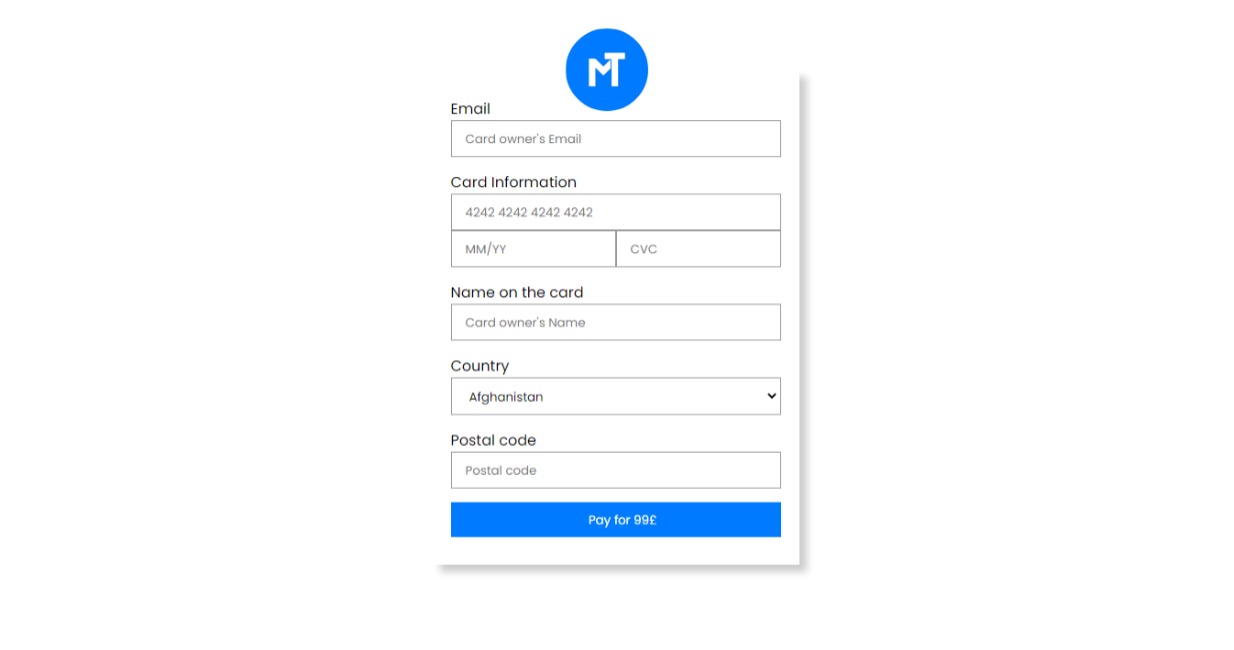 MT
Email
Card owner's Email
Card Information
4242 4242 4242 4242
MM/YY CVC
Name on the card
Card owner's Name
Country
Afghanistan
Postal code
Postal code
Pay for 99£